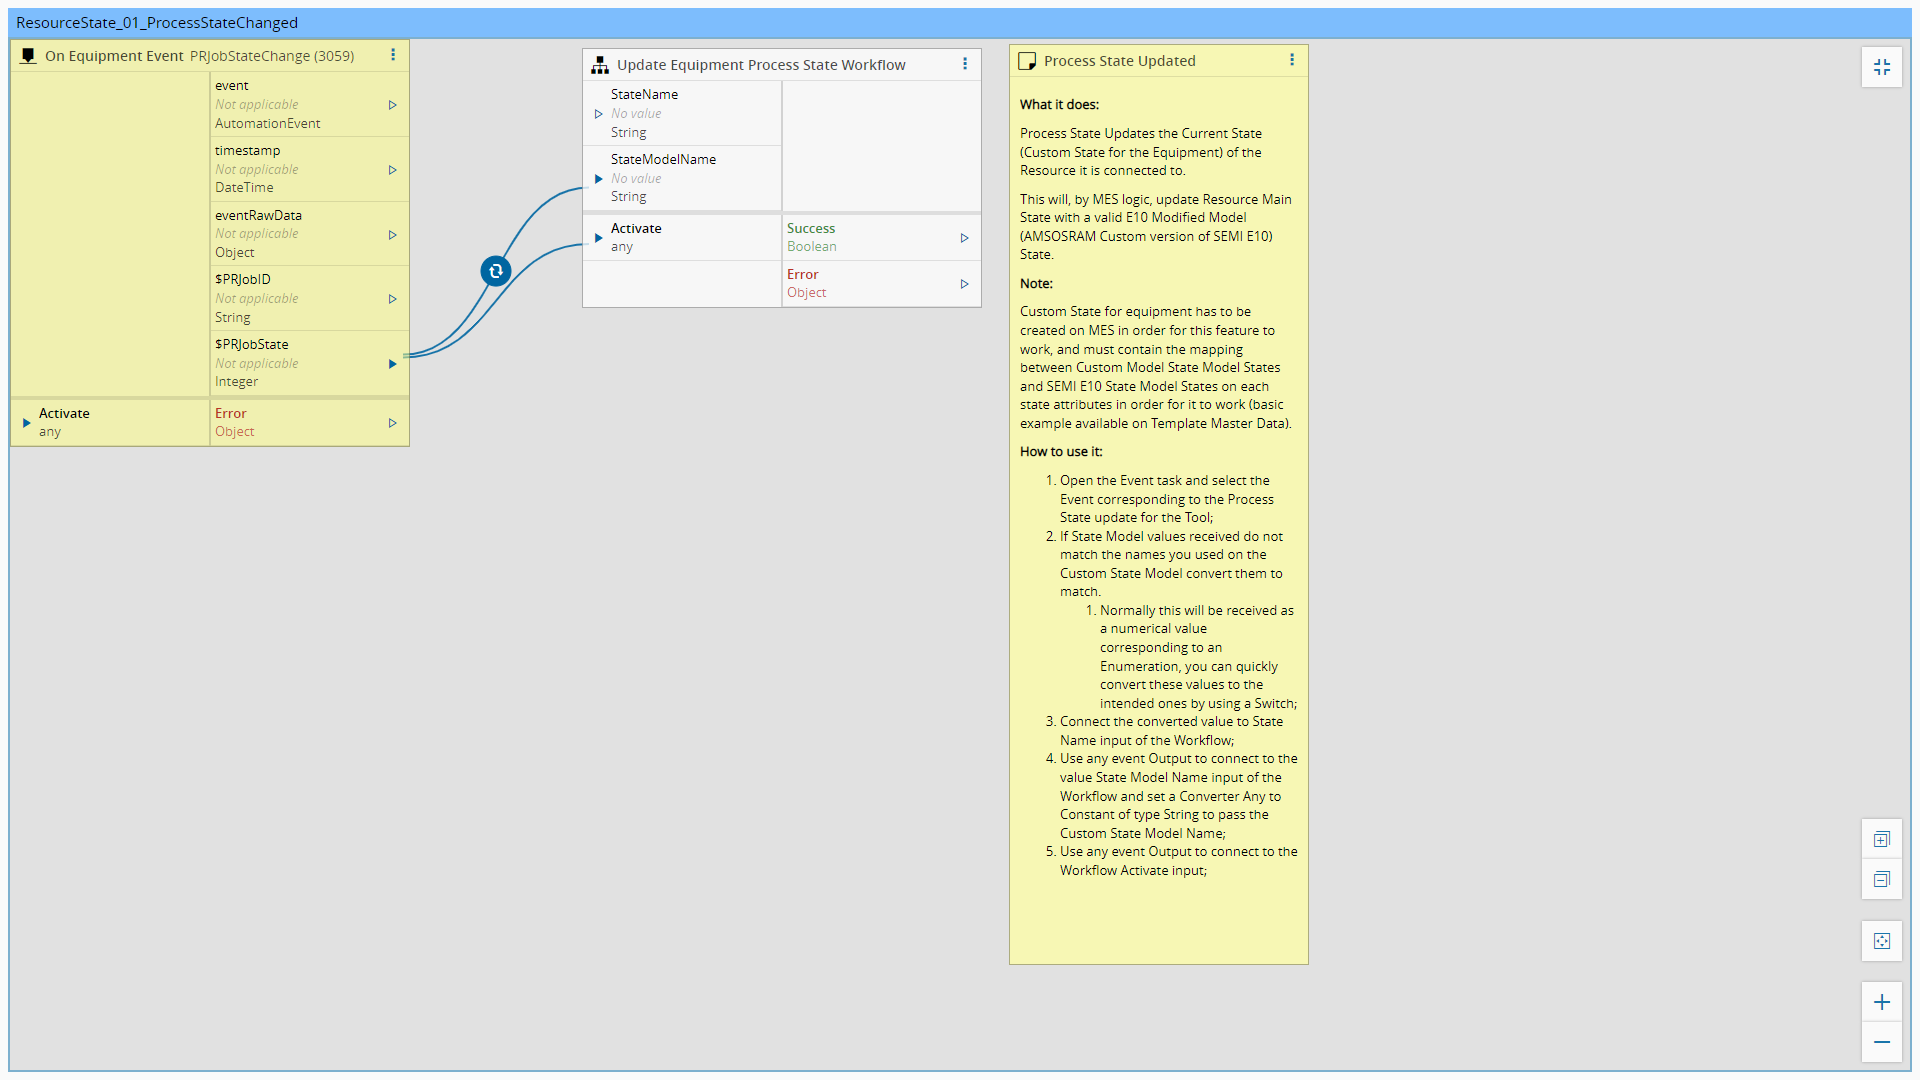 ResourceState_01_ProcessStateChanged
On Equipment Event PRJobStateChange (3059)
event
Not applicable
AutomationEvent
timestamp
Not applicable
DateTime
eventRawData
Not applicable
Object
$PRJobID
Not applicable
String
$PRJobState
Not applicable
Integer
Activate
any
Error
Object
Update Equipment Process State Workflow
StateName
No value
String
StateModelName
No value
String
Activate
any
Success
Boolean
Error
Object
Process State Updated
What it does:
Process State Updates the Current State
(Custom State for the Equipment) of the
Resource it is connected to.
This will, by MES logic, update Resource Main
State with a valid E10 Modified Model
(AMSOSRAM Custom version of SEMI E10)
State.
Note:
Custom State for equipment has to be
created on MES in order for this feature to
work, and must contain the mapping
between Custom Model State Model States
and SEMI E10 State Model States on each
state attributes in order for it to work (basic
example available on Template Master Data).
How to use it:
1. Open the Event task and select the
Event corresponding to the Process
State update for the Tool;
2. If State Model values received do not
match the names you used on the
Custom State Model convert them to
match.
1. Normally this will be received as
a numerical value
corresponding to an
Enumeration, you can quickly
convert these values to the
intended ones by using a Switch;
3. Connect the converted value to State
Name input of the Workflow;
4. Use any event Output to connect to the
value State Model Name input of the
Workflow and set a Converter Any to
Constant of type String to pass the
Custom State Model Name;
5. Use any event Output to connect to the
Workflow Activate input;